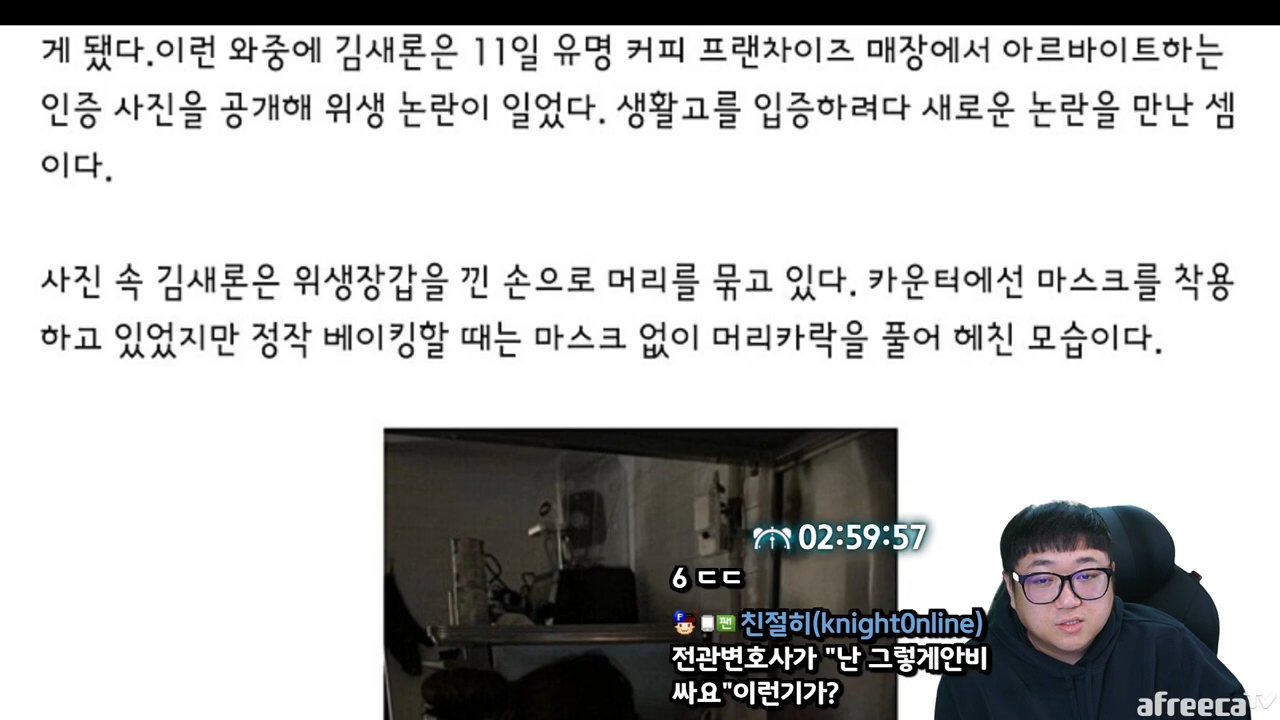 게 됐다.이런 와중에 김새론은 11일 유명 커피 프랜차이즈 매장에서 아르바이트하는
인증 사진을 공개해 위생 논란이 일었다. 생활고를 입증하려다 새로운 논란을 만난 셈
이다.
사진 속 김새론은 위생장갑을 낀 손으로 머리를 묶고 있다. 카운터에선 마스크를 착용
하고 있었지만 정작 베이킹할 때는 마스크 없이 머리카락을 풀어 헤친 모습이다.
02:59:57
6 ㄷㄷ
F 팬 친절히(knight0nline)
전관변호사가 "난 그렇게안비
싸요"이런기가?
afreecaTV